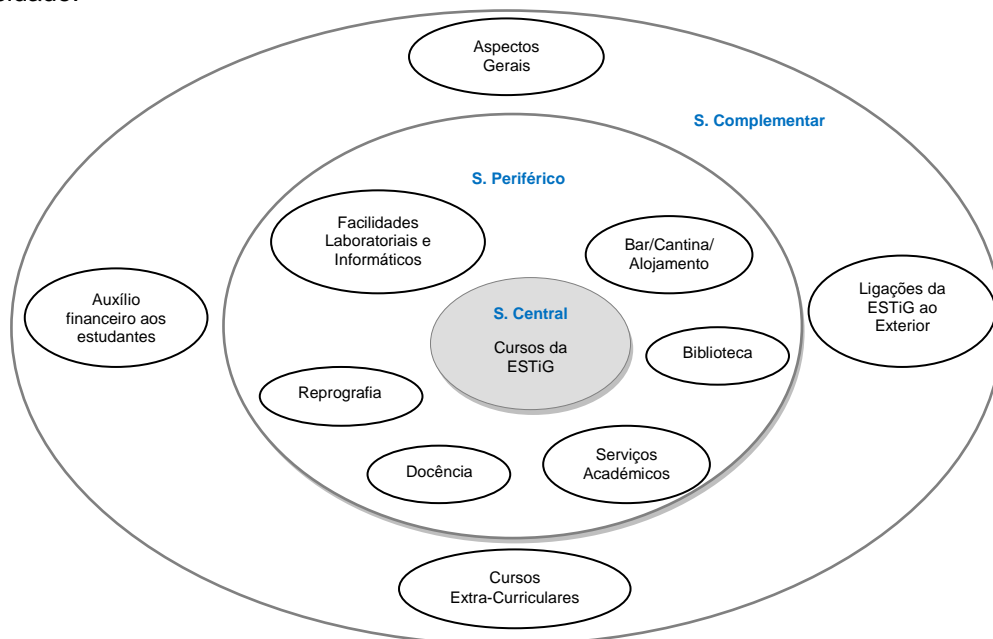 Aspectos
Gerais
S. Complementar
S. Periférico
Facilidades
Laboratoriais e
Informáticos
Bar/Cantina/
Alojamento
Auxílio
financeiro aos
estudantes
S. Central
Cursos da
ESTiG
Ligações da
ESTiG ao
Exterior
Biblioteca
Reprografia
Docência
Serviços
Académicos
Cursos
Extra-Curriculares